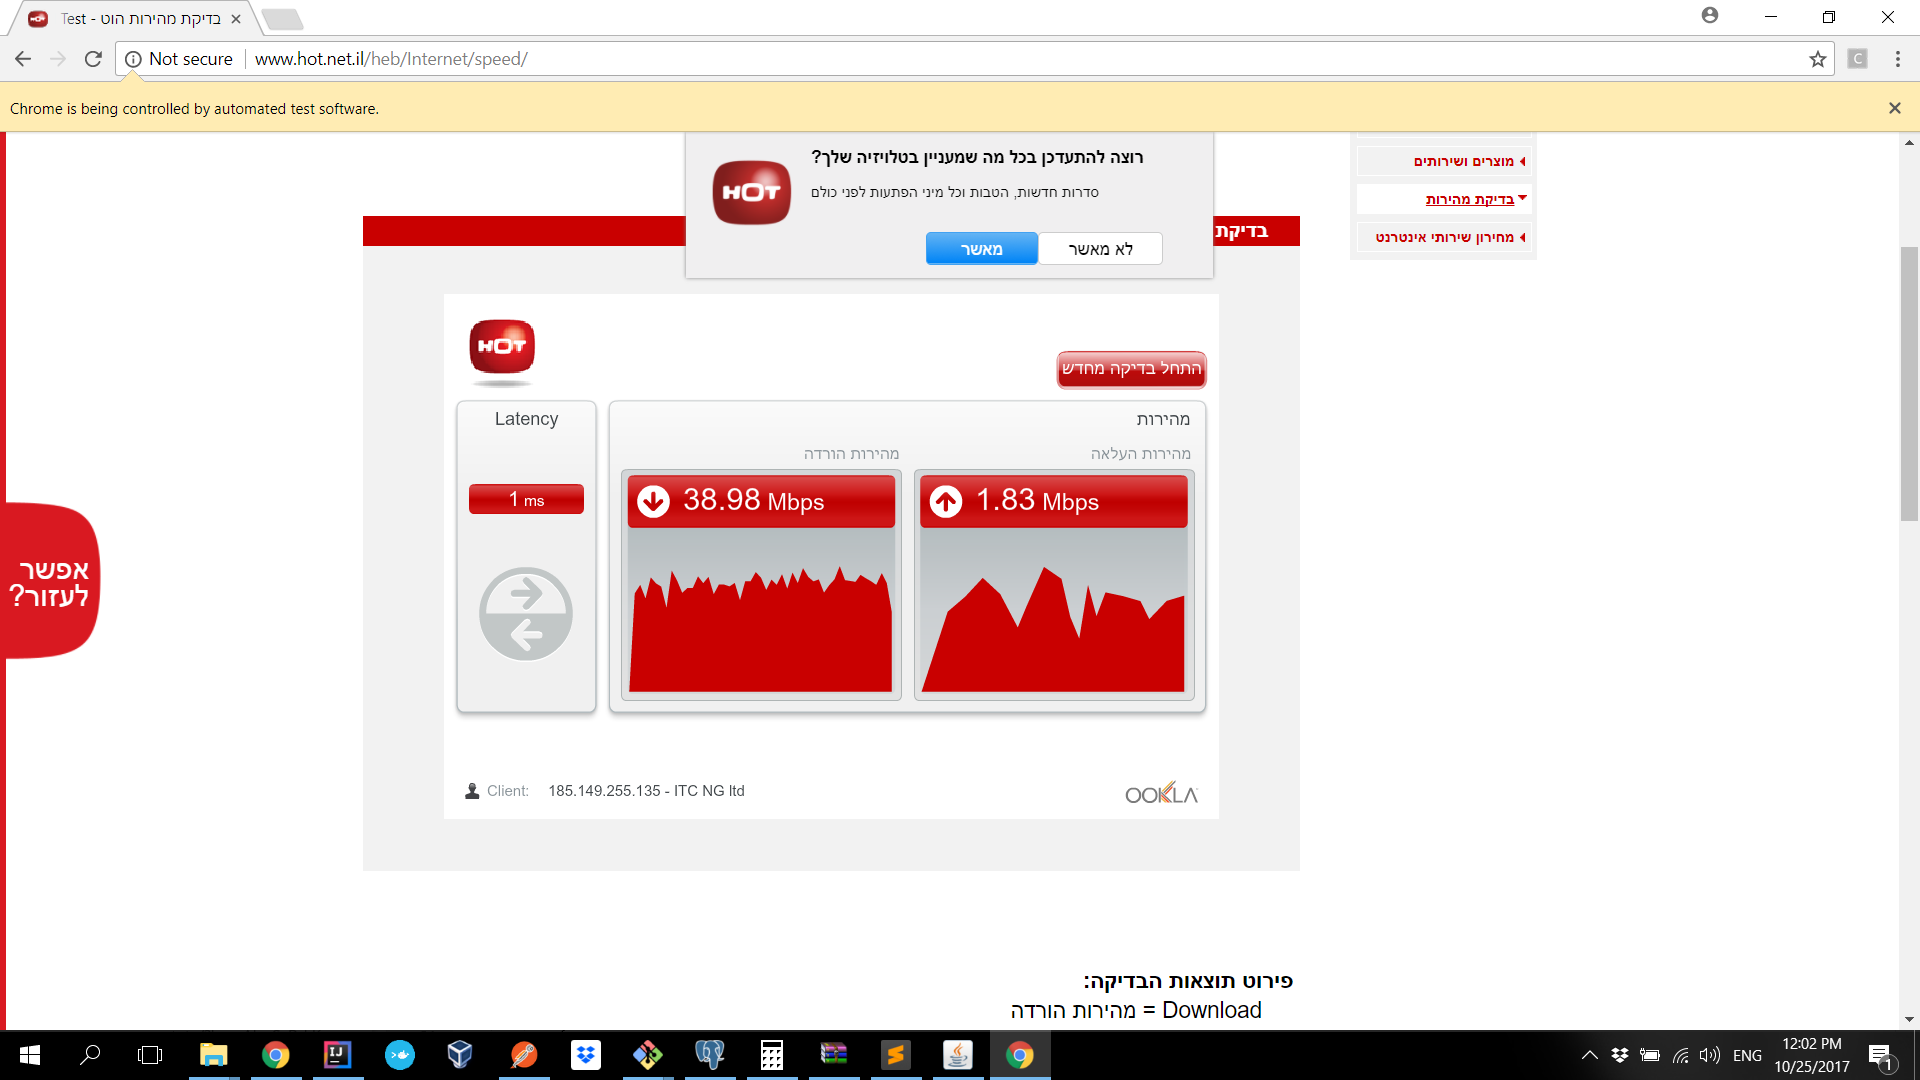 Test - בדיקת מהירות הוט
Not secure
www.hot.net.il/heb/Internet/speed/
C
Chrome is being controlled by automated test software.
HOT
רוצה להתעדכן בכל מה שמעניין בטלויזיה שלך?
סדרות חדשות, הטבות וכל מיני הפתעות לפני כולם
לא מאשר
מאשר
מוצרים ושירותים
בדיקת מהירות
מחירון שירותי אינטרנט
בדיקת
HOT
התחל בדיקה מחדש
Latency
1 ms
מהירות
מהירות העלאה
מהירות הורדה
38.98 Mbps
1.83 Mbps
אפשר
לעזור?
Client: 185.149.255.135 - ITC NG ltd
OOKLA
פירוט תוצאות הבדיקה:
Download = מהירות הורדה
IJ
ENG
12:02 PM
10/25/2017
1